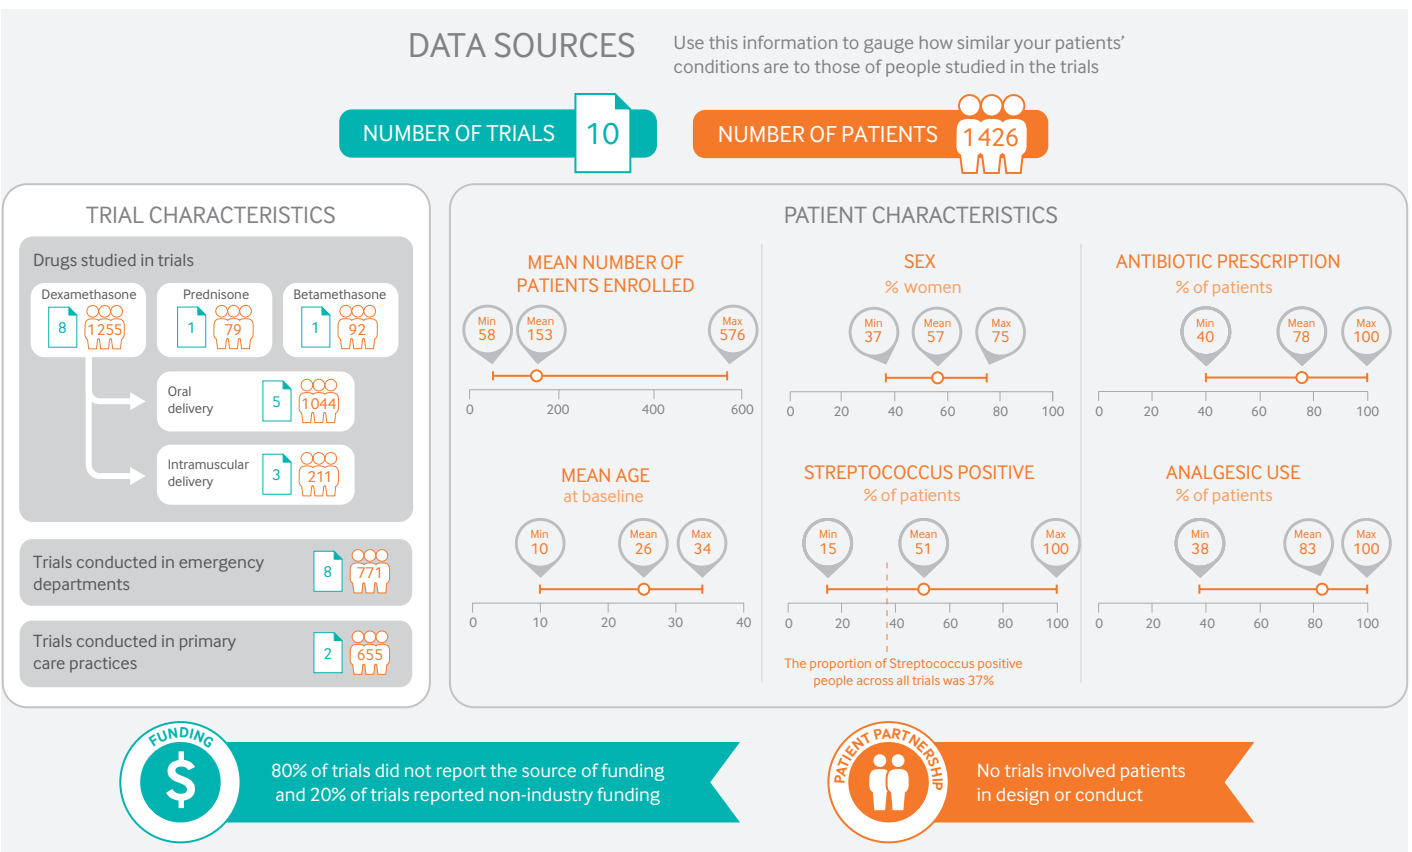 DATA SOURCES
Use this information to gauge how similar your patients'
conditions are to those of people studied in the trials
NUMBER OF TRIALS 10
NUMBER OF PATIENTS 1426
TRIAL CHARACTERISTICS
Drugs studied in trials
Dexamethasone
8 1255
Prednisone
1 79
Betamethasone
1 92
Oral
delivery
5 1044
Intramuscular
delivery
3 211
Trials conducted in emergency
departments
8 771
Trials conducted in primary
care practices
2 655
PATIENT CHARACTERISTICS
MEAN NUMBER OF
PATIENTS ENROLLED
Min
58
Mean
153
Max
576
0 200 400 600
SEX
% women
Min
37
Mean
57
Max
75
0 20 40 60 80 100
ANTIBIOTIC PRESCRIPTION
% of patients
Min
40
Mean
78
Max
100
0 20 40 60 80 100
MEAN AGE
at baseline
Min
10
Mean
26
Max
34
0 10 20 30 40
STREPTOCOCCUS POSITIVE
% of patients
Min
15
Mean
51
Max
100
0 20 40 60 80 100
The proportion of Streptococcus positive
people across all trials was 37%
ANALGESIC USE
% of patients
Min
38
Mean
83
Max
100
0 20 40 60 80 100
FUNDING
$
80% of trials did not report the source of funding
and 20% of trials reported non-industry funding
PATIENT PARTNERSHIP
No trials involved patients
in design or conduct